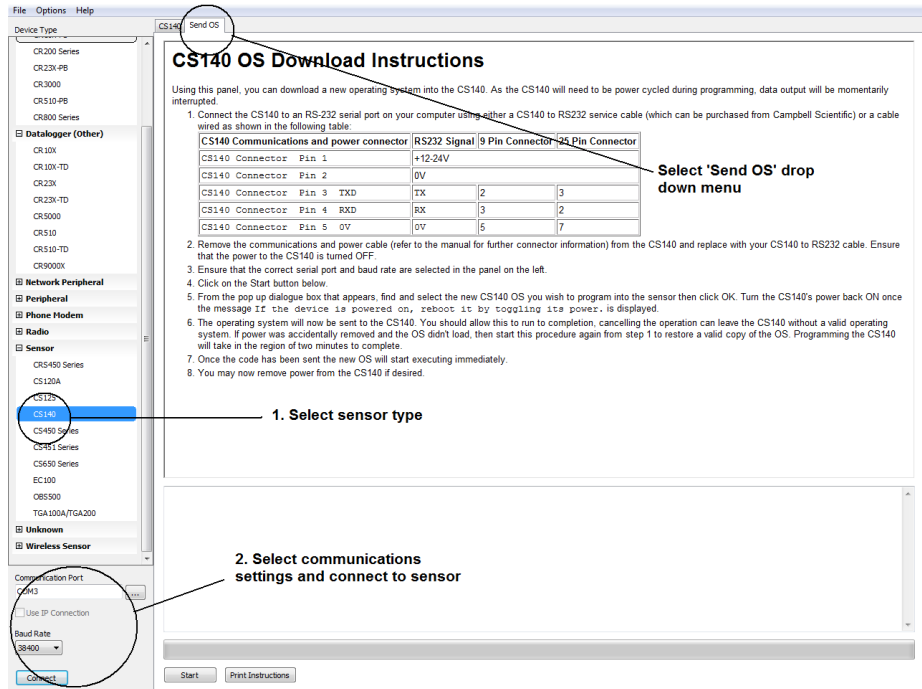 File Options Help
Device Type
CS140 Send OS
CR200 Series
CR23X-PB
CR3000
CR510-PB
CR800 Series
Datalogger (Other)
CR10X
CR10X-TD
CR23X
CR23X-TD
CR5000
CR510
CR510-TD
CR9000X
Network Peripheral
Peripheral
Phone Modem
Radio
Sensor
CRS450 Series
CS120A
CS125
CS140
CS450 Series
CS451 Series
CS650 Series
EC100
OBS500
TGA100A/TGA200
Unknown
Wireless Sensor
Communication Port
COM3
...
Use IP Connection
Baud Rate
38400
Connect
CS140 OS Download Instructions
Using this panel, you can download a new operating system into the CS140. As the CS140 will need to be power cycled during programming, data output will be momentarily
interrupted.
1. Connect the CS140 to an RS-232 serial port on your computer using either a CS140 to RS232 service cable (which can be purchased from Campbell Scientific) or a cable
wired as shown in the following table:
CS140 Communications and power connector RS232 Signal 9 Pin Connector 25 Pin Connector
CS140 Connector Pin 1 +12-24V
CS140 Connector Pin 2 0V
CS140 Connector Pin 3 TXD TX 2 3
CS140 Connector Pin 4 RXD RX 3 2
CS140 Connector Pin 5 0V 0V 5 7
2. Remove the communications and power cable (refer to the manual for further connector information) from the CS140 and replace with your CS140 to RS232 cable. Ensure
that the power to the CS140 is turned OFF.
3. Ensure that the correct serial port and baud rate are selected in the panel on the left.
4. Click on the Start button below.
5. From the pop up dialogue box that appears, find and select the new CS140 OS you wish to program into the sensor then click OK. Turn the CS140's power back ON once
the message If the device is powered on, reboot it by toggling its power. is displayed.
6. The operating system will now be sent to the CS140. You should allow this to run to completion, cancelling the operation can leave the CS140 without a valid operating
system. If power was accidentally removed and the OS didn't load, then start this procedure again from step 1 to restore a valid copy of the OS. Programming the CS140
will take in the region of two minutes to complete.
7. Once the code has been sent the new OS will start executing immediately.
8. You may now remove power from the CS140 if desired.
Select 'Send OS' drop
down menu
1. Select sensor type
2. Select communications
settings and connect to sensor
Start Print Instructions